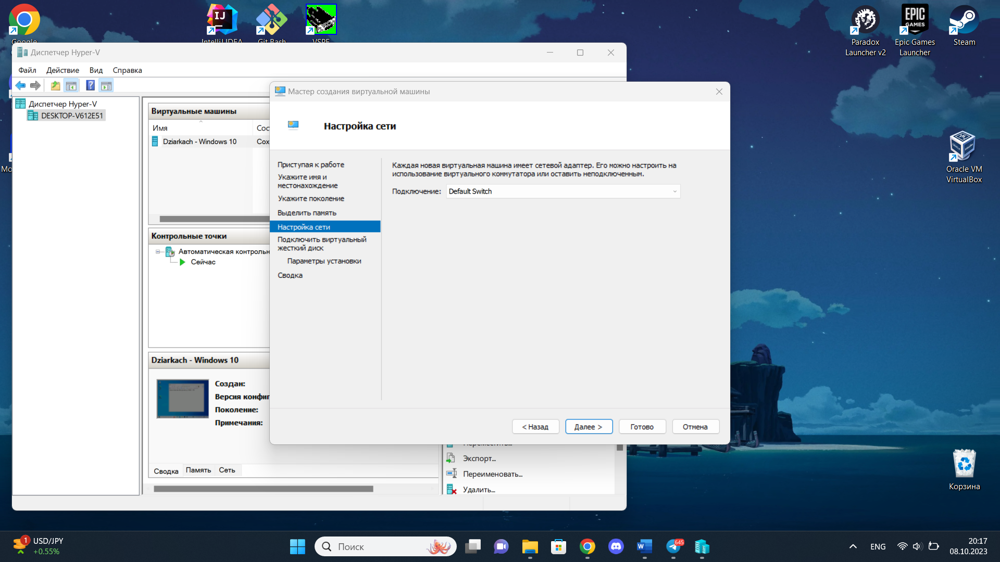 Google
IntelliJ IDEA
Git Bash
VSPE
Paradox
Launcher v2
Epic Games
Launcher
Steam
EPIC
GAMES
Диспетчер Hyper-V
Файл
Действие
Вид
Справка
Диспетчер Hyper-V
DESKTOP-V612E51
Виртуальные машины
Имя
Сос
Dziarkach - Windows 10
Сох
Контрольные точки
Автоматическая контрольн
Сейчас
Dziarkach - Windows 10
Создан:
Версия конфиг
Поколение:
Примечания:
Сводка
Память
Сеть
Мастер создания виртуальной машины
Настройка сети
Приступая к работе
Укажите имя и
местонахождение
Укажите поколение
Выделить память
Настройка сети
Подключить виртуальный
жесткий диск
Параметры установки
Сводка
Каждая новая виртуальная машина имеет сетевой адаптер. Его можно настроить на
использование виртуального коммутатора или оставить неподключенным.
Подключение:
Default Switch
< Назад
Далее >
Готово
Отмена
Переместить...
Экспорт...
Переименовать...
Удалить...
Oracle VM
VirtualBox
Корзина
1
USD/JPY
+0.55%
Поиск
645
ENG
20:17
08.10.2023